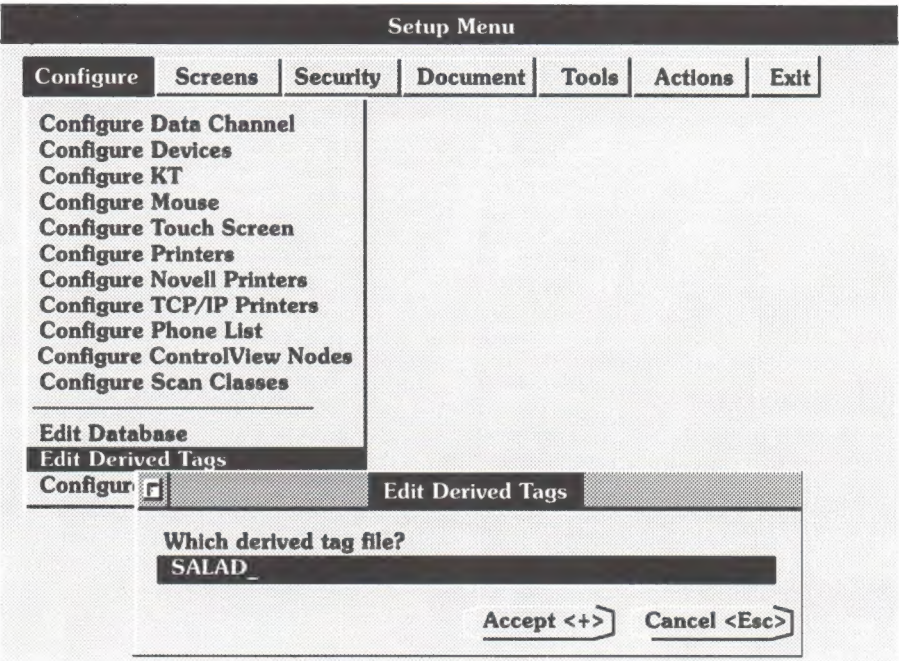 Setup Menu
Configure Screens Security Document Tools Actions Exit
Configure Data Channel
Configure Devices
Configure KT
Configure Mouse
Configure Touch Screen
Configure Printers
Configure Novell Printers
Configure TCP/IP Printers
Configure Phone List
Configure ControlView Nodes
Configure Scan Classes
Edit Database
Edit Derived Tags
Configur
Edit Derived Tags
Which derived tag file?
SALAD_
Accept <+> Cancel <Esc>